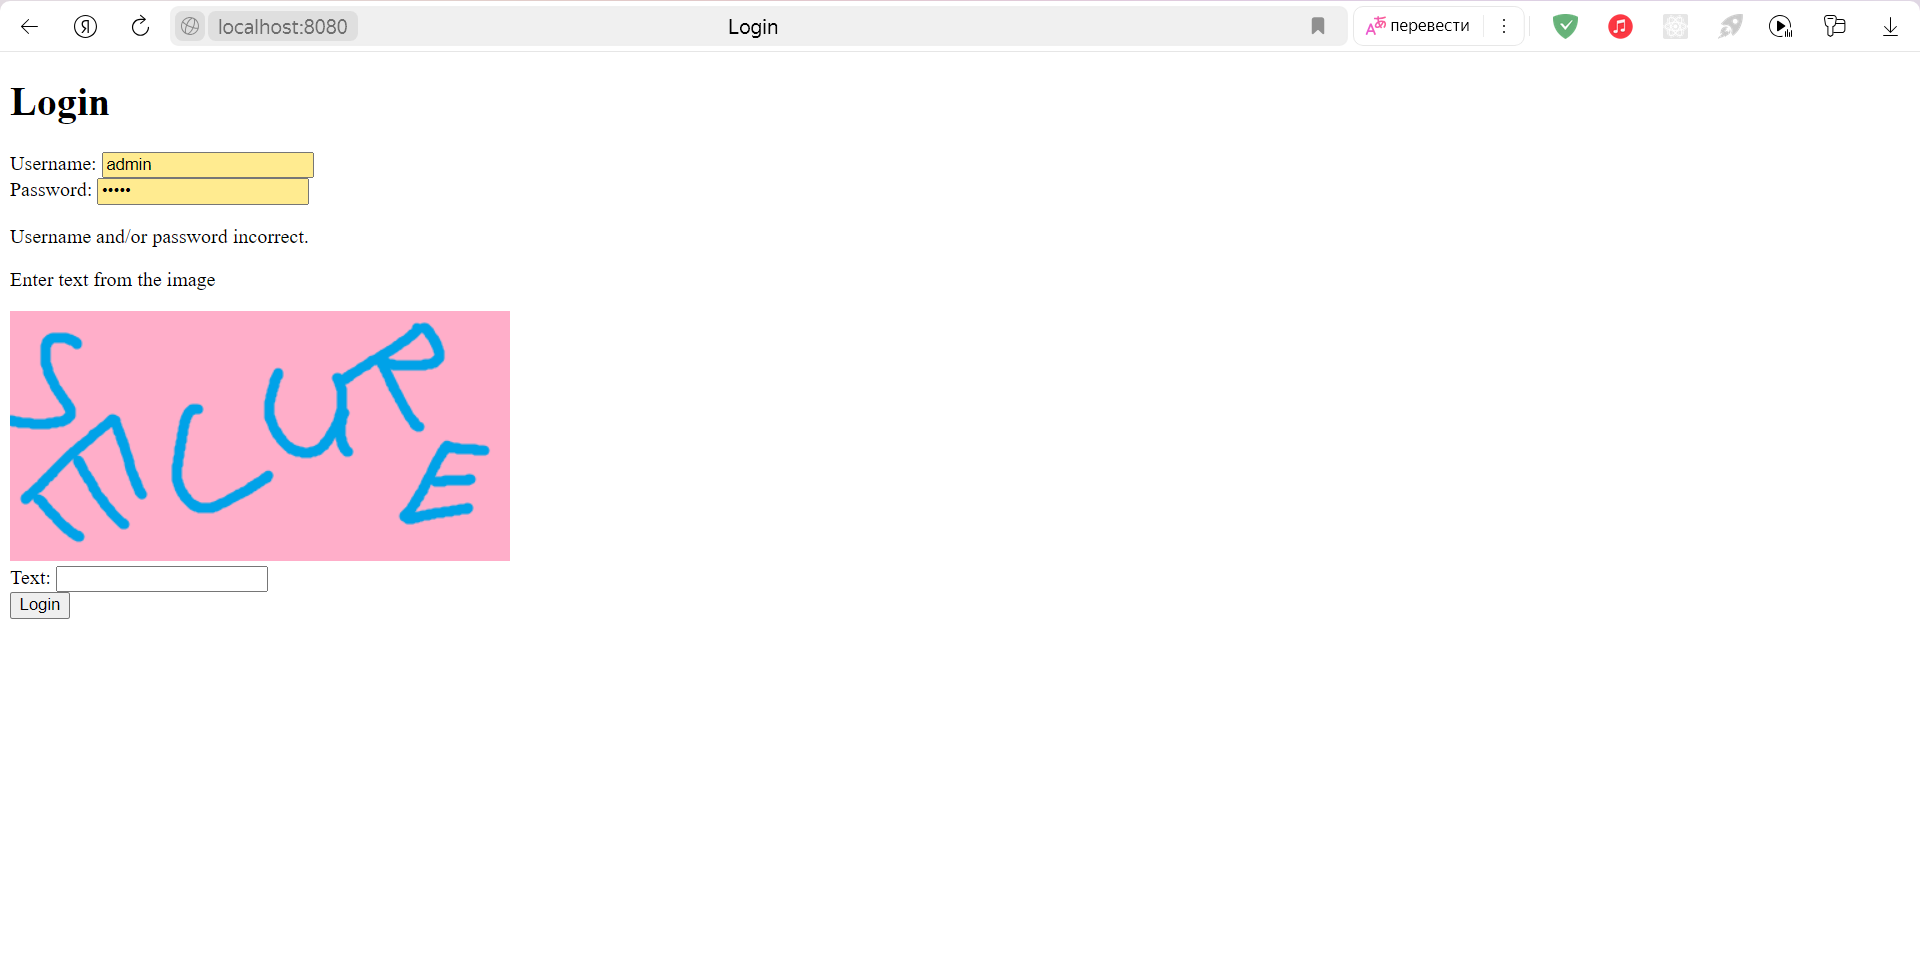 localhost:8080
Login
перевести
Login
Username: admin
Password: •••••
Username and/or password incorrect.
Enter text from the image
SECURE
Text:
Login